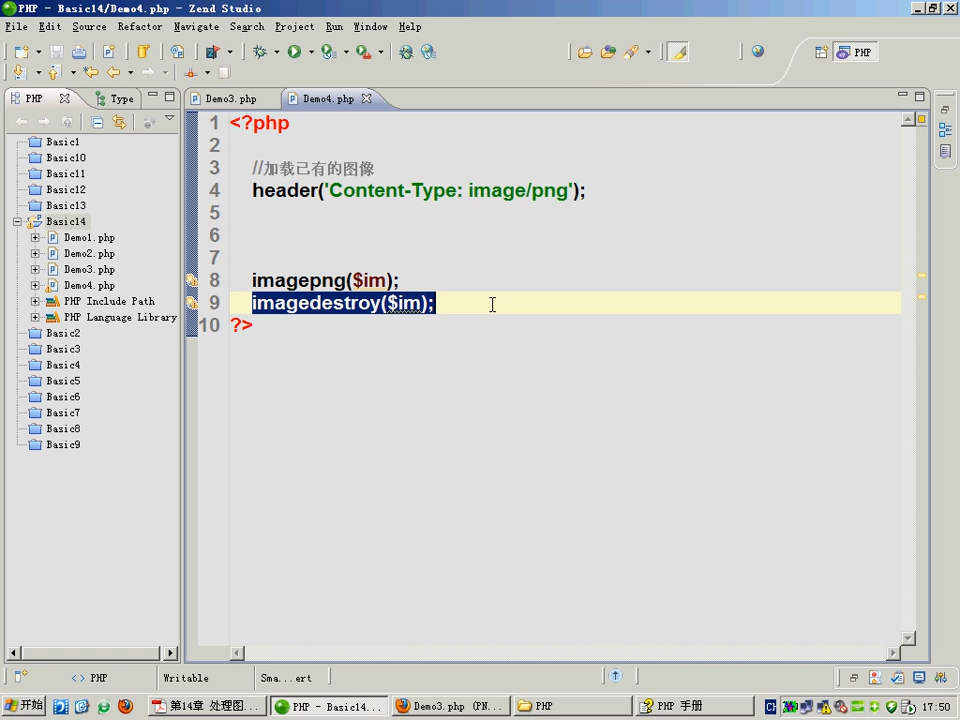 PHP - Basic14/Demo4.php - Zend Studio
File Edit Source Refactor Navigate Search Project Run Window Help
PHP
PHP Type Demo3.php Demo4.php
Basic1
Basic10
Basic11
Basic12
Basic13
Basic14
Demo1.php
Demo2.php
Demo3.php
Demo4.php
PHP Include Path
PHP Language Library
Basic2
Basic3
Basic4
Basic5
Basic6
Basic7
Basic8
Basic9
1 <?php
2
3 //加载已有的图像
4 header('Content-Type: image/png');
5
6
7
8 imagepng($im);
9 imagedestroy($im);
10 ?>
<> PHP Writable Sma...ert
开始 第14章 处理图... PHP - Basic14... Demo3.php (PN... PHP PHP 手册 CH 17:50